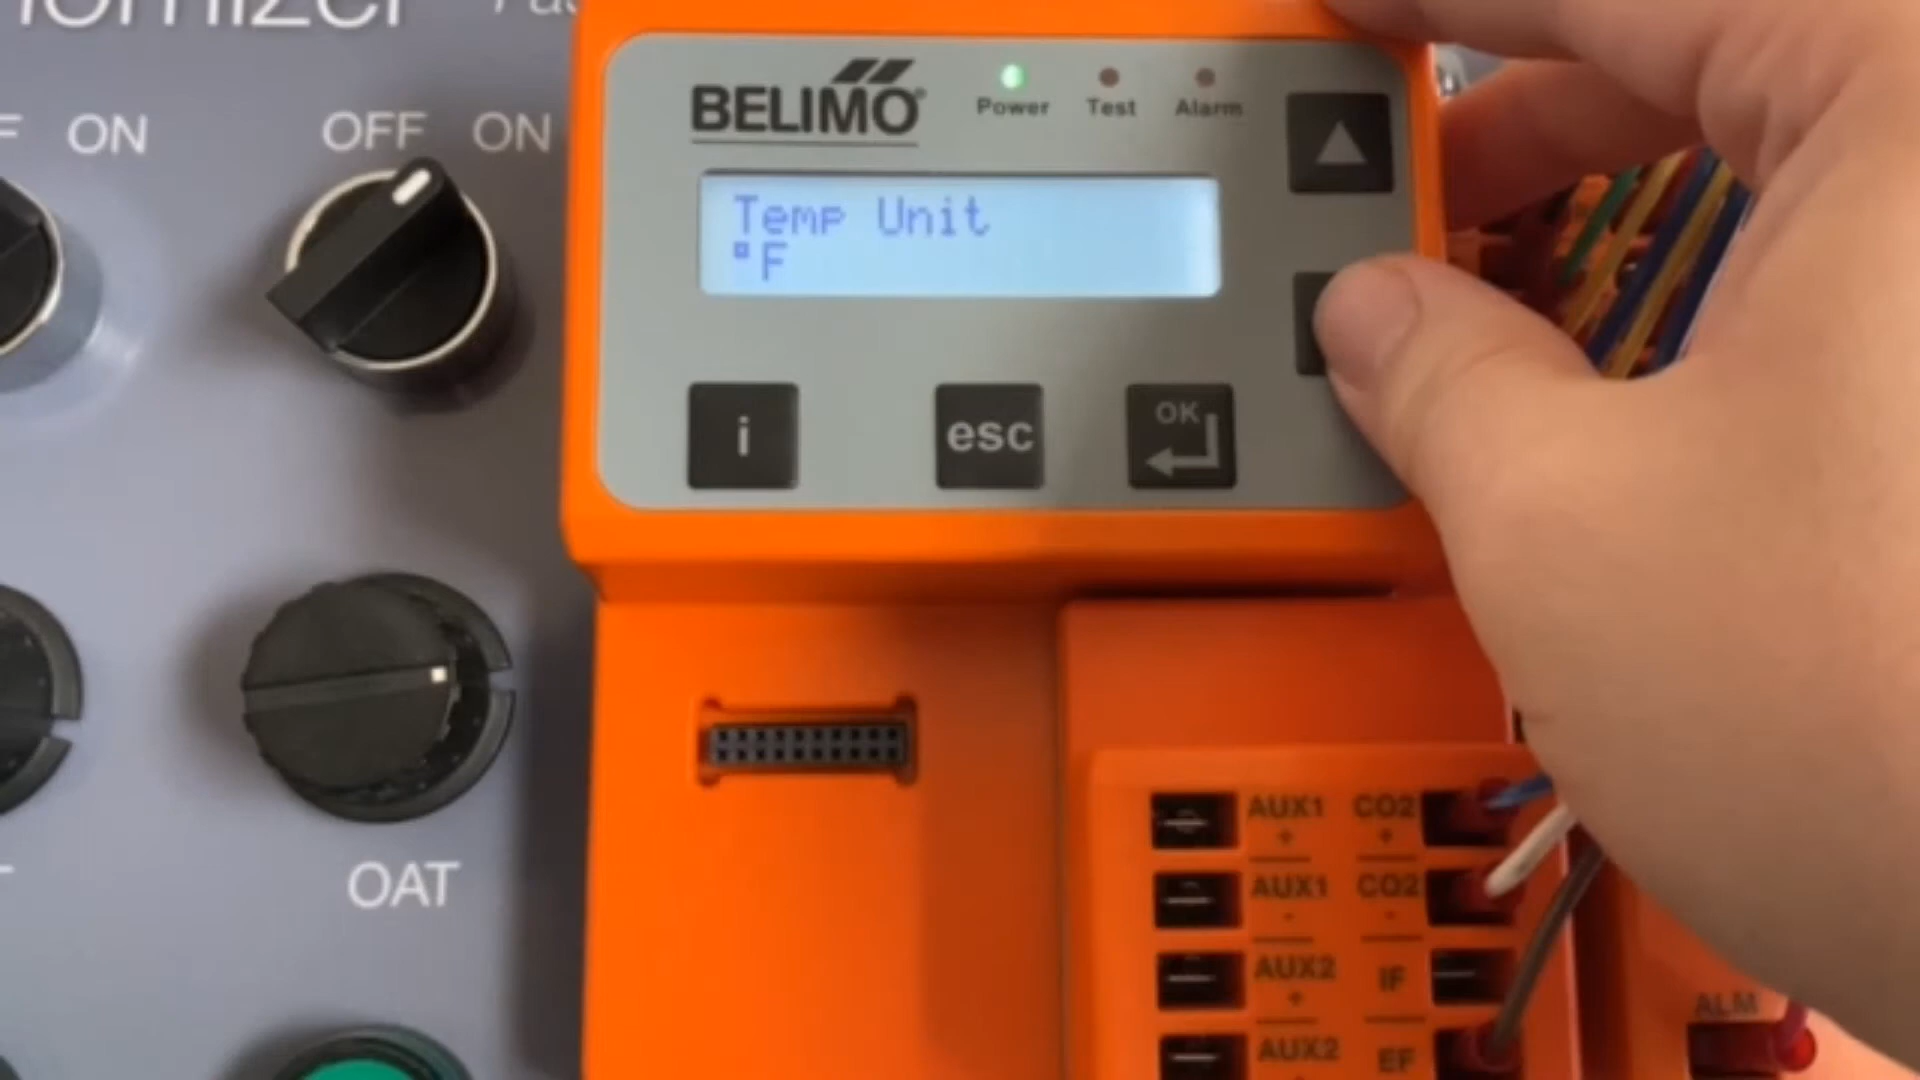 ON
OFF ON
BELIMO
Power Test Alarm
Temp Unit
°F
i
esc
OK
OAT
AUX1 CO2
+ +
AUX1 CO2
- -
AUX2 IF
+
AUX2 EF
-
ALM